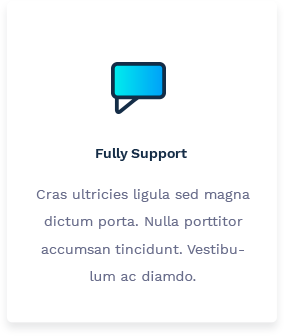 Fully Support
Cras ultricies ligula sed magna
dictum porta. Nulla porttitor
accumsan tincidunt. Vestibu-
lum ac diamdo.